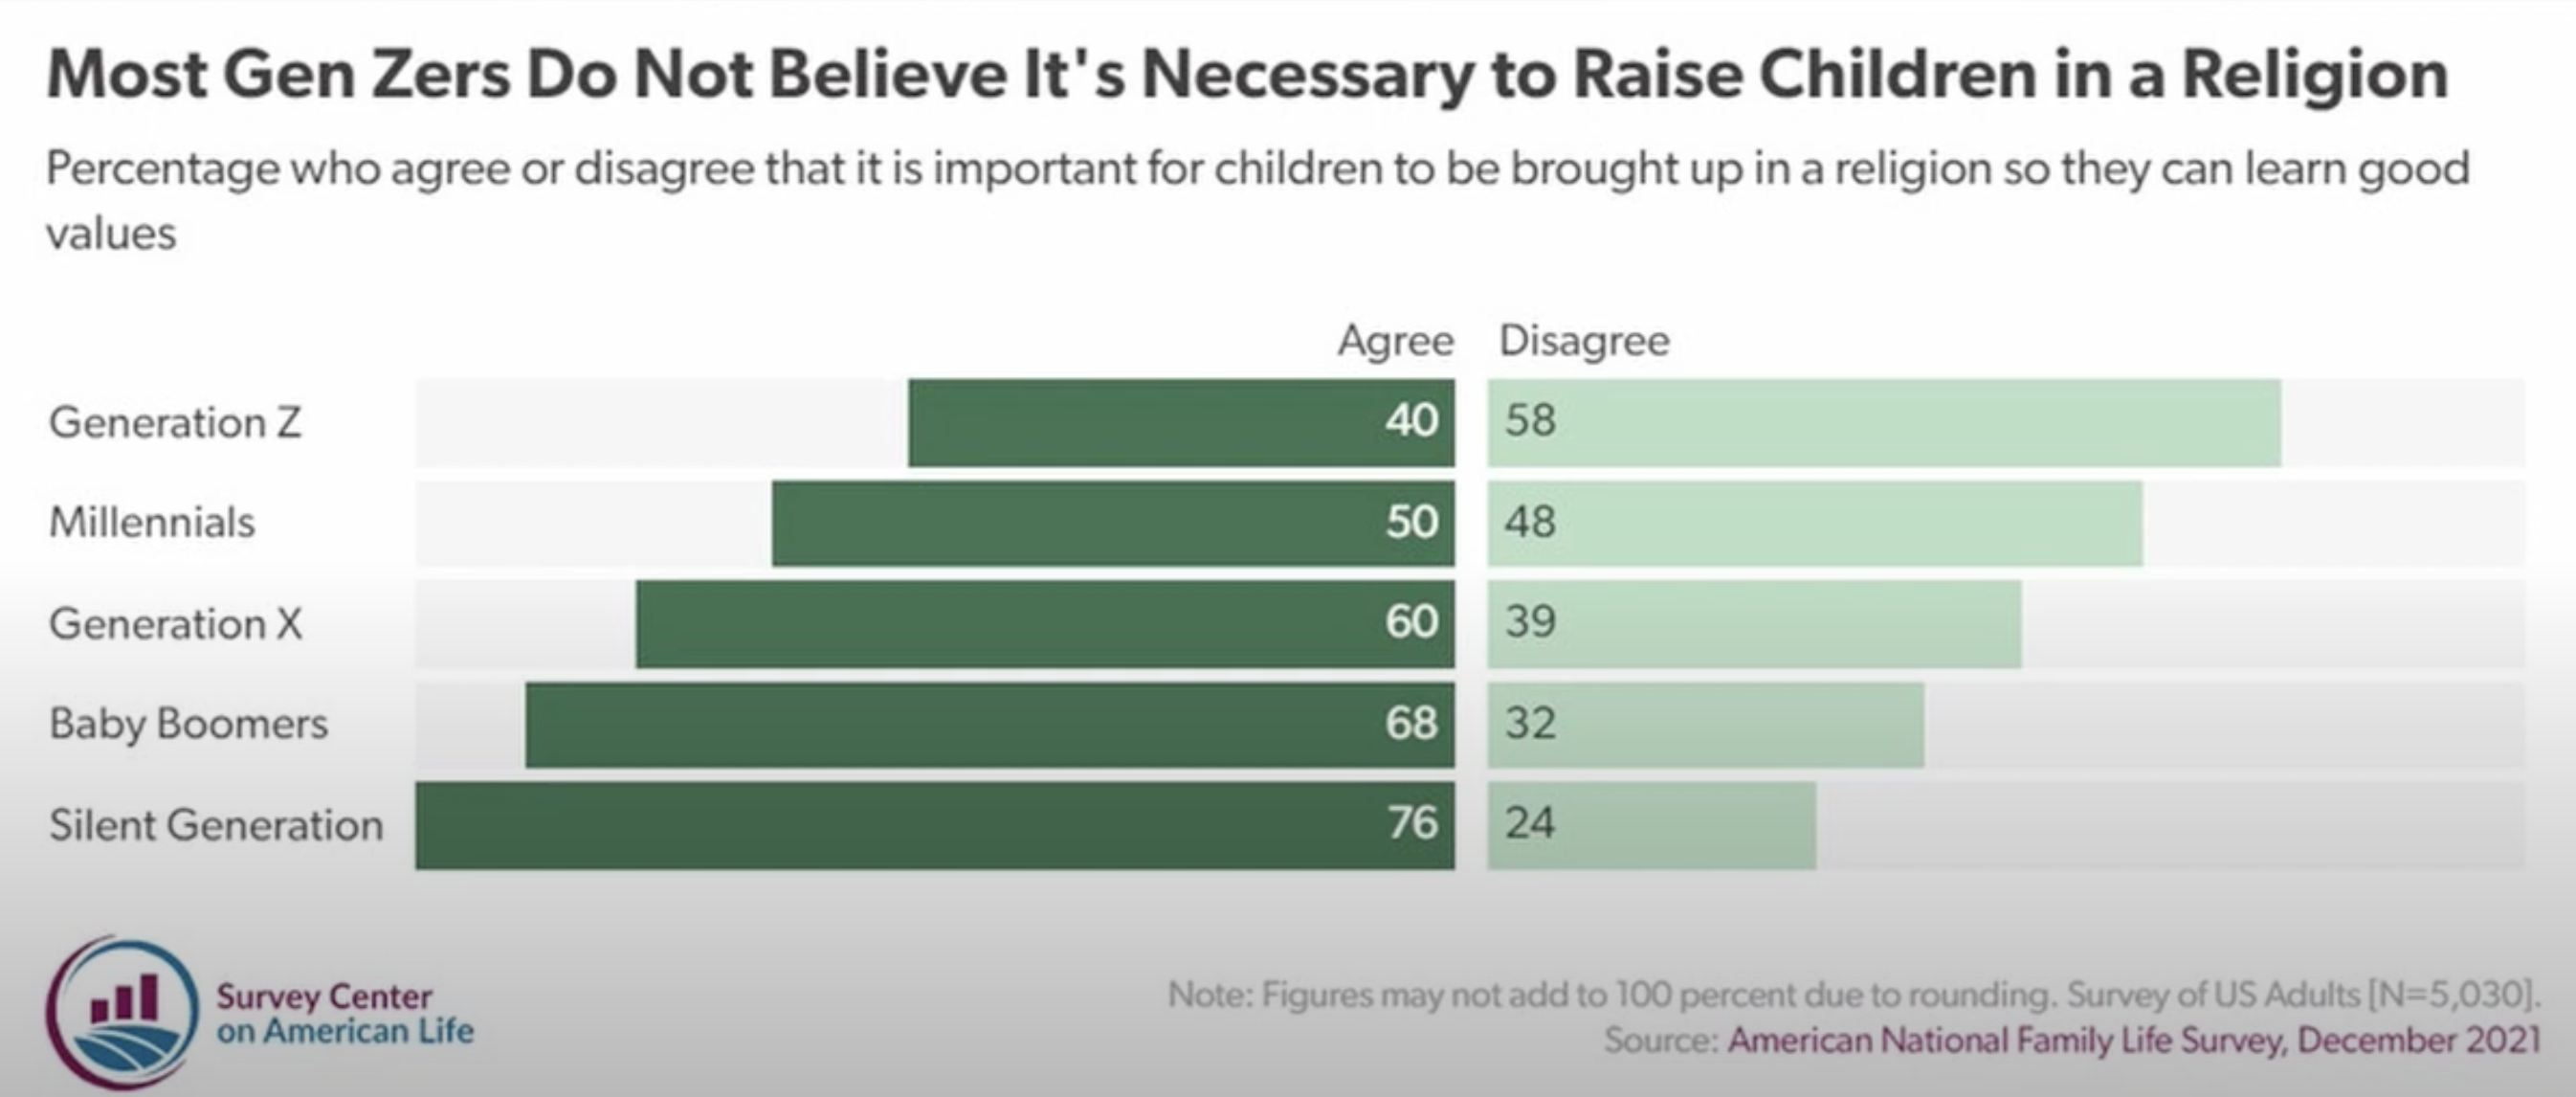 Most Gen Zers Do Not Believe It's Necessary to Raise Children in a Religion
Percentage who agree or disagree that it is important for children to be brought up in a religion so they can learn good
values
Agree Disagree
Generation Z 40 58
Millennials 50 48
Generation X 60 39
Baby Boomers 68 32
Silent Generation 76 24
Survey Center
on American Life
Note: Figures may not add to 100 percent due to rounding. Survey of US Adults [N=5,030].
Source: American National Family Life Survey, December 2021